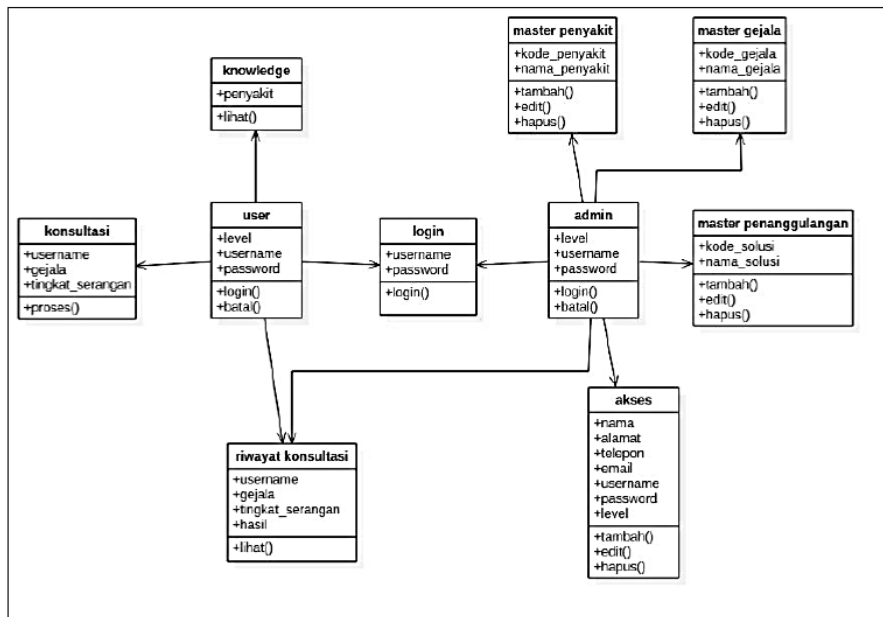 master penyakit
+kode_penyakit
+nama_penyakit
+tambah()
+edit()
+hapus()
master gejala
+kode_gejala
+nama_gejala
+tambah()
+edit()
+hapus()
knowledge
+penyakit
+lihat()
konsultasi
+username
+gejala
+tingkat_serangan
+proses()
user
+level
+username
+password
+login()
+batal()
login
+username
+password
+login()
admin
+level
+username
+password
+login()
+batal()
master penanggulangan
+kode_solusi
+nama_solusi
+tambah()
+edit()
+hapus()
riwayat konsultasi
+username
+gejala
+tingkat_serangan
+hasil
+lihat()
akses
+nama
+alamat
+telepon
+email
+username
+password
+level
+tambah()
+edit()
+hapus()